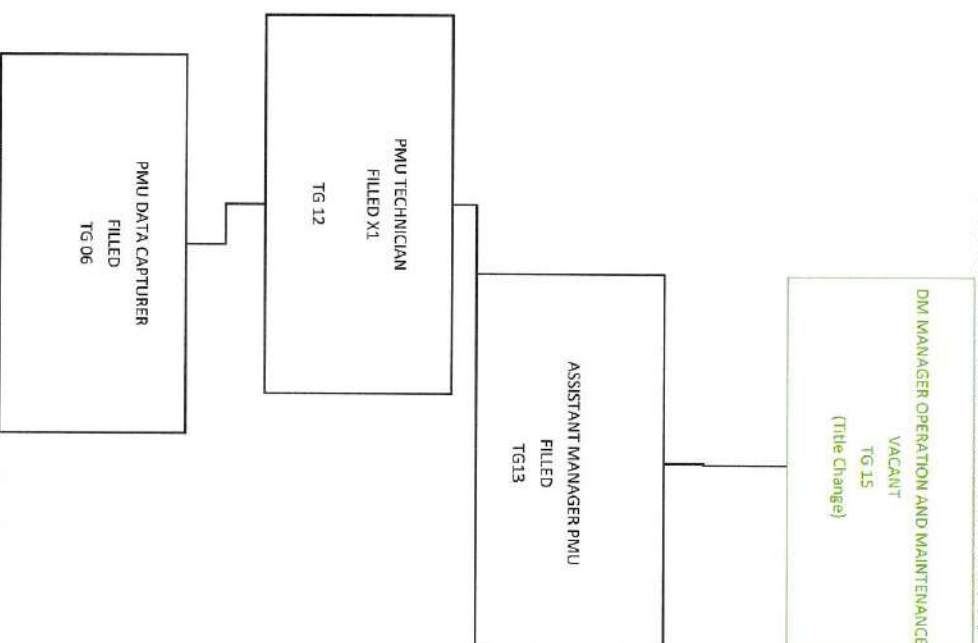 DM MANAGER OPERATION AND MAINTENANCE
VACANT
TG 15
(Title Change)
ASSISTANT MANAGER PMU
FILLED
TG13
PMU TECHNICIAN
FILLED X1
TG 12
PMU DATA CAPTURER
FILLED
TG 06